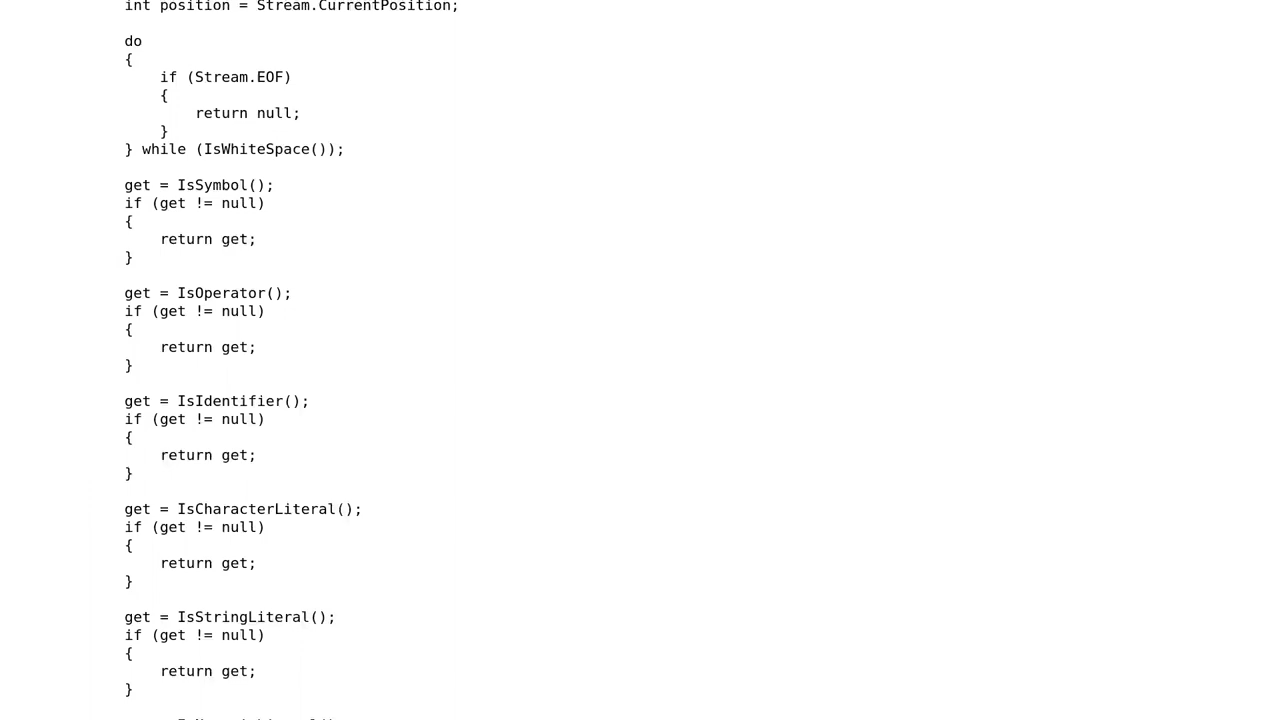 int position = Stream.CurrentPosition;
do
{
if (Stream.EOF)
{
return null;
}
} while (IsWhiteSpace());
get = IsSymbol();
if (get != null)
{
return get;
}
get = IsOperator();
if (get != null)
{
return get;
}
get = IsIdentifier();
if (get != null)
{
return get;
}
get = IsCharacterLiteral();
if (get != null)
{
return get;
}
get = IsStringLiteral();
if (get != null)
{
return get;
}